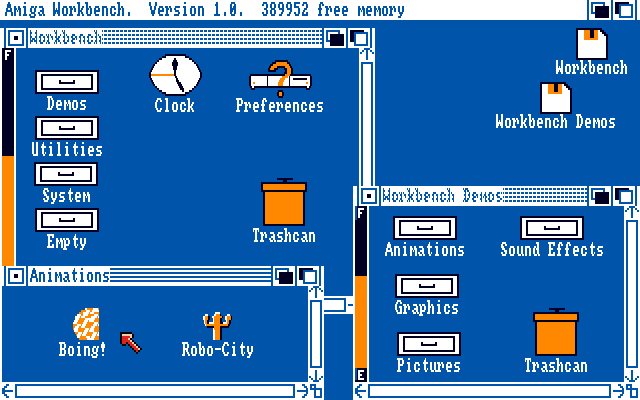 Amiga Workbench.  Version 1.0.  389952 free memory
Workbench
F
Demos
Clock
Preferences
Utilities
System
Empty
Trashcan
Workbench
Workbench Demos
Workbench Demos
F
Animations
Sound Effects
Graphics
Pictures
Trashcan
E
Animations
Boing!
Robo-City